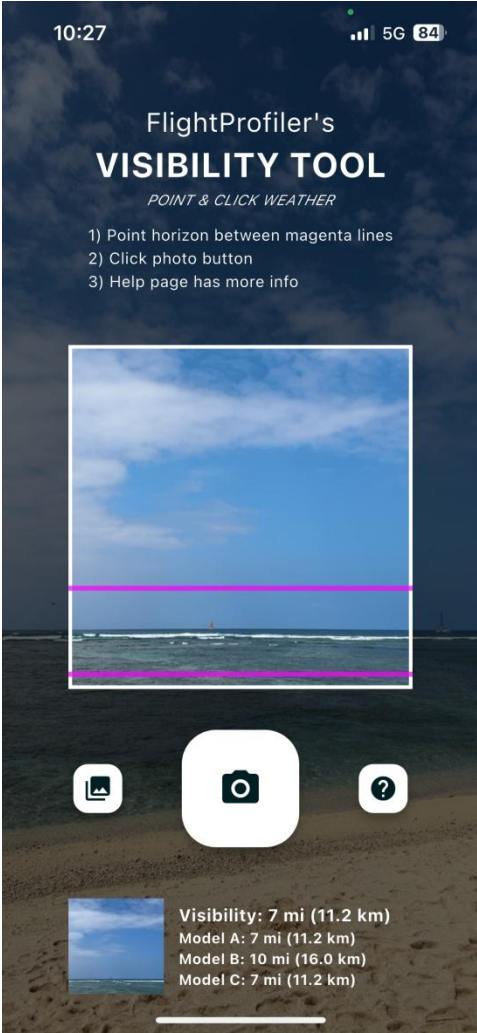 10:27
5G 84
FlightProfiler's
VISIBILITY TOOL
POINT & CLICK WEATHER
1) Point horizon between magenta lines
2) Click photo button
3) Help page has more info
?
Visibility: 7 mi (11.2 km)
Model A: 7 mi (11.2 km)
Model B: 10 mi (16.0 km)
Model C: 7 mi (11.2 km)